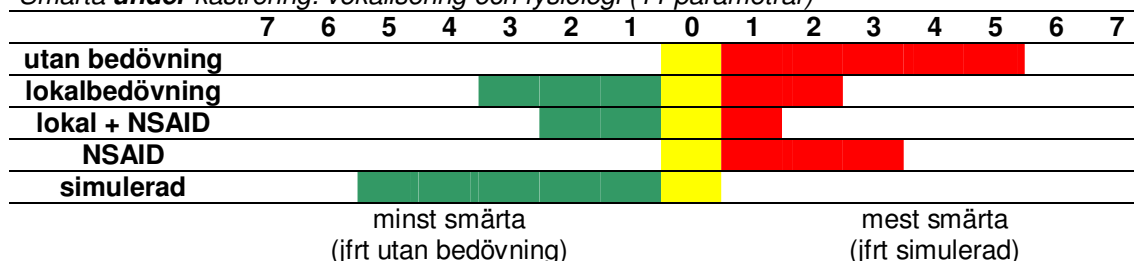 Smärta under kastrering: vokalisering och fysiologi (11 parametrar)
7 6 5 4 3 2 1 0 1 2 3 4 5 6 7
utan bedövning
lokalbedövning
lokal + NSAID
NSAID
simulerad
minst smärta mest smärta
(jfrt utan bedövning) (jfrt simulerad)